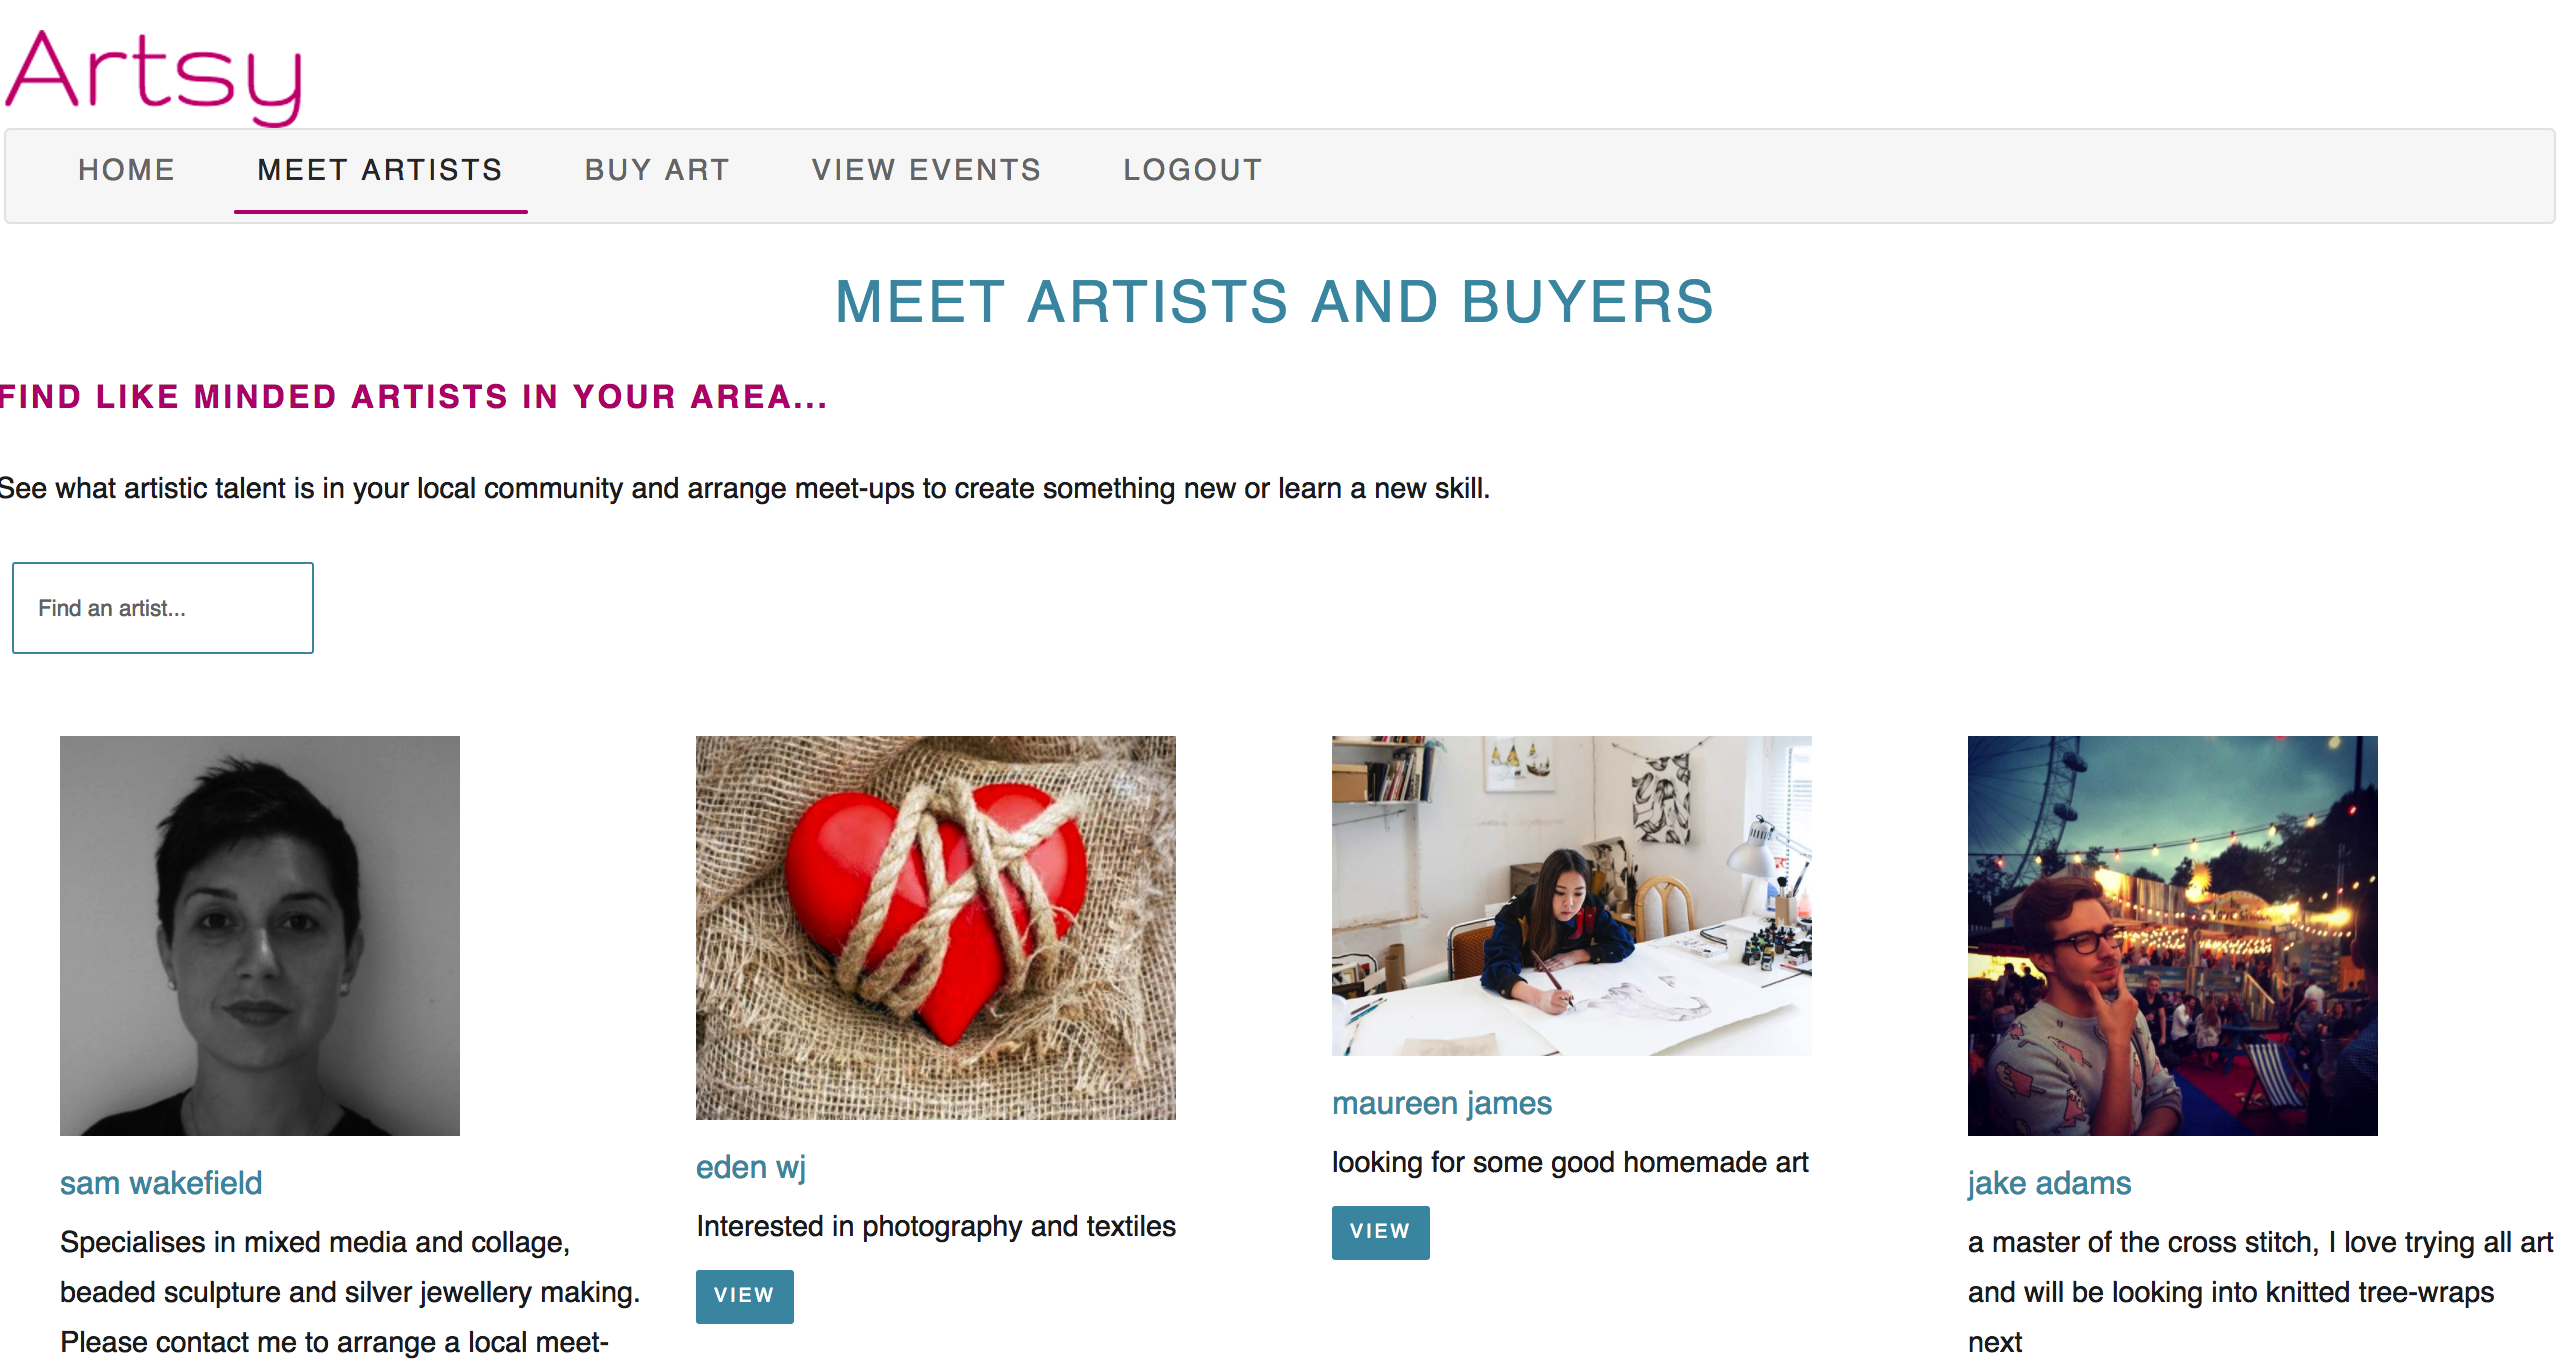 Artsy
HOME MEET ARTISTS BUY ART VIEW EVENTS LOGOUT
MEET ARTISTS AND BUYERS
FIND LIKE MINDED ARTISTS IN YOUR AREA...
See what artistic talent is in your local community and arrange meet-ups to create something new or learn a new skill.
Find an artist...
sam wakefield
Specialises in mixed media and collage,
beaded sculpture and silver jewellery making.
Please contact me to arrange a local meet-
eden wj
Interested in photography and textiles
VIEW
maureen james
looking for some good homemade art
VIEW
jake adams
a master of the cross stitch, I love trying all art
and will be looking into knitted tree-wraps
next